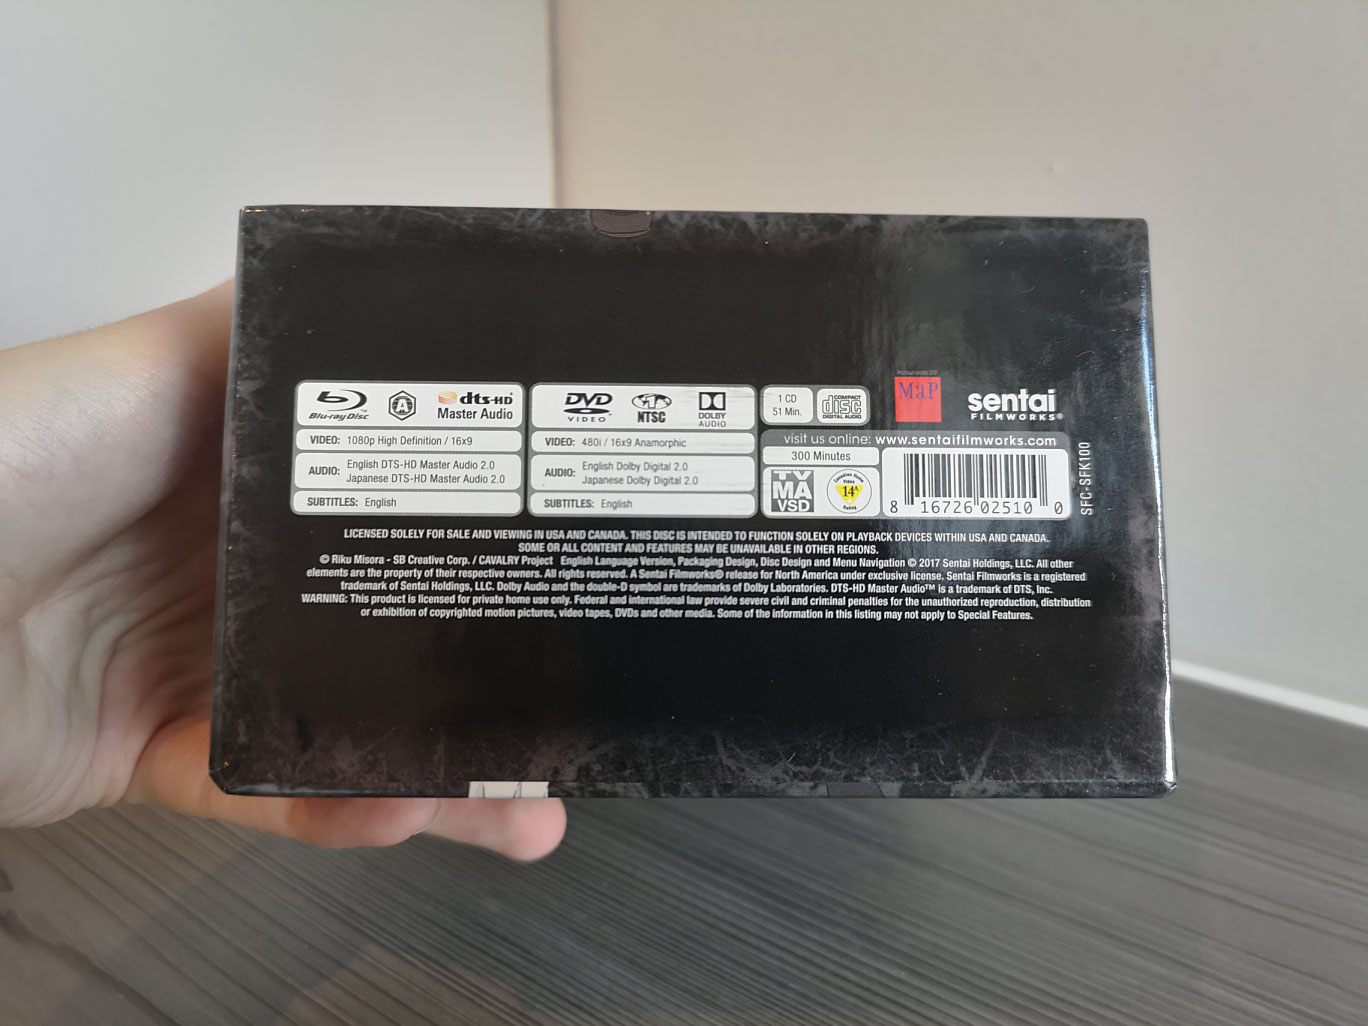 Blu-ray Disc
A
dts-HD
Master Audio
VIDEO: 1080p High Definition / 16x9
AUDIO: English DTS-HD Master Audio 2.0
Japanese DTS-HD Master Audio 2.0
SUBTITLES: English
DVD
VIDEO
NTSC
DOLBY
AUDIO
VIDEO: 480i / 16x9 Anamorphic
AUDIO: English Dolby Digital 2.0
Japanese Dolby Digital 2.0
SUBTITLES: English
1 CD
51 Min.
COMPACT
disc
DIGITAL AUDIO
MaP
sentai
FILMWORKS®
visit us online: www.sentaifilmworks.com
300 Minutes
TV
MA
VSD
Canadian Home
Video
14A
8 16726 02510 0
SFC-SFK100
LICENSED SOLELY FOR SALE AND VIEWING IN USA AND CANADA. THIS DISC IS INTENDED TO FUNCTION SOLELY ON PLAYBACK DEVICES WITHIN USA AND CANADA.
SOME OR ALL CONTENT AND FEATURES MAY BE UNAVAILABLE IN OTHER REGIONS.
© Riku Misora - SB Creative Corp. / CAVALRY Project English Language Version, Packaging Design, Disc Design and Menu Navigation © 2017 Sentai Holdings, LLC. All other
elements are the property of their respective owners. All rights reserved. A Sentai Filmworks® release for North America under exclusive license. Sentai Filmworks is a registered
trademark of Sentai Holdings, LLC. Dolby Audio and the double-D symbol are trademarks of Dolby Laboratories. DTS-HD Master Audio™ is a trademark of DTS, Inc.
WARNING: This product is licensed for private home use only. Federal and international law provide severe civil and criminal penalties for the unauthorized reproduction, distribution
or exhibition of copyrighted motion pictures, video tapes, DVDs and other media. Some of the information in this listing may not apply to Special Features.